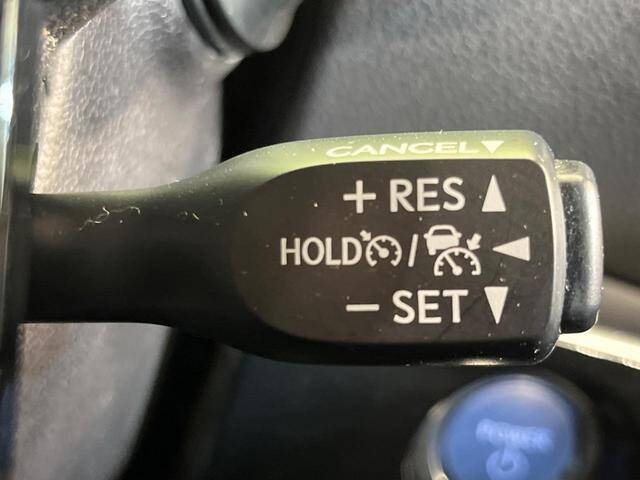 CANCEL ▼
+ RES ▲
HOLD / ◀
− SET ▼
POWER